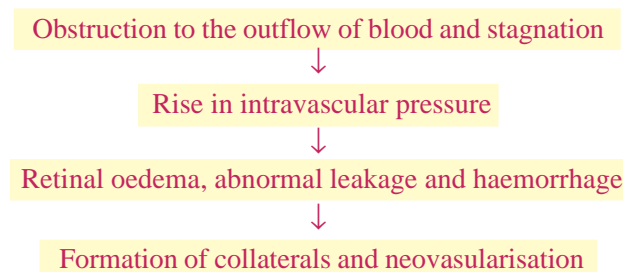 Obstruction to the outflow of blood and stagnation
↓
Rise in intravascular pressure
↓
Retinal oedema, abnormal leakage and haemorrhage
↓
Formation of collaterals and neovasularisation